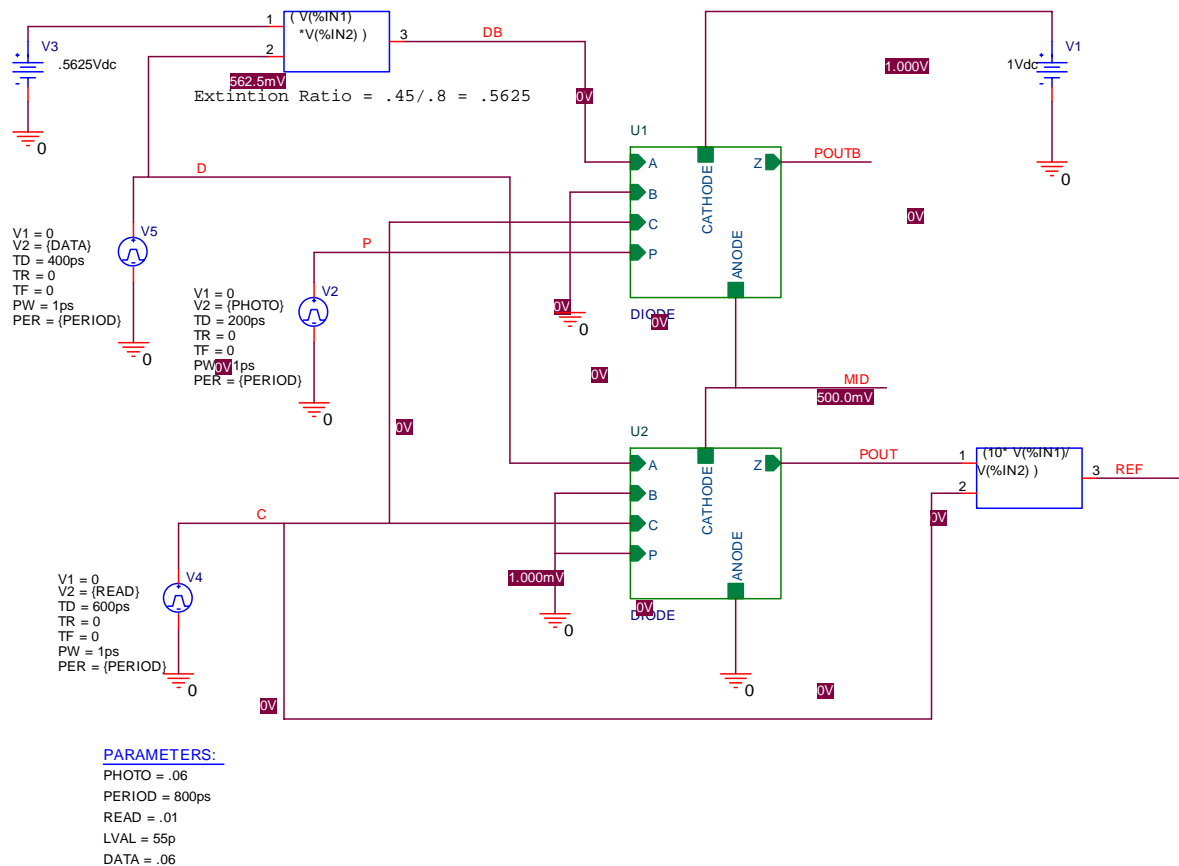 ( V(%IN1)
*V(%IN2) )
1
2
3
DB
V3
.5625Vdc
562.5mV
Extintion Ratio = .45/.8 = .5625
0
1.000V
V1
1Vdc
0
0V
U1
A
B
C
P
Z
CATHODE
ANODE
DIODE
POUTB
0V
D
V5
V1 = 0
V2 = {DATA}
TD = 400ps
TR = 0
TF = 0
PW = 1ps
PER = {PERIOD}
0
P
V2
V1 = 0
V2 = {PHOTO}
TD = 200ps
TR = 0
TF = 0
PW = 1ps
PER = {PERIOD}
0V
0
0V
0
0V
0V
MID
500.0mV
0V
U2
A
B
C
P
Z
CATHODE
ANODE
DIODE
POUT
1
2
(10* V(%IN1)/
V(%IN2) )
3
REF
0V
C
V4
V1 = 0
V2 = {READ}
TD = 600ps
TR = 0
TF = 0
PW = 1ps
PER = {PERIOD}
0
1.000mV
0
0V
0
0V
0V
PARAMETERS:
PHOTO = .06
PERIOD = 800ps
READ = .01
LVAL = 55p
DATA = .06